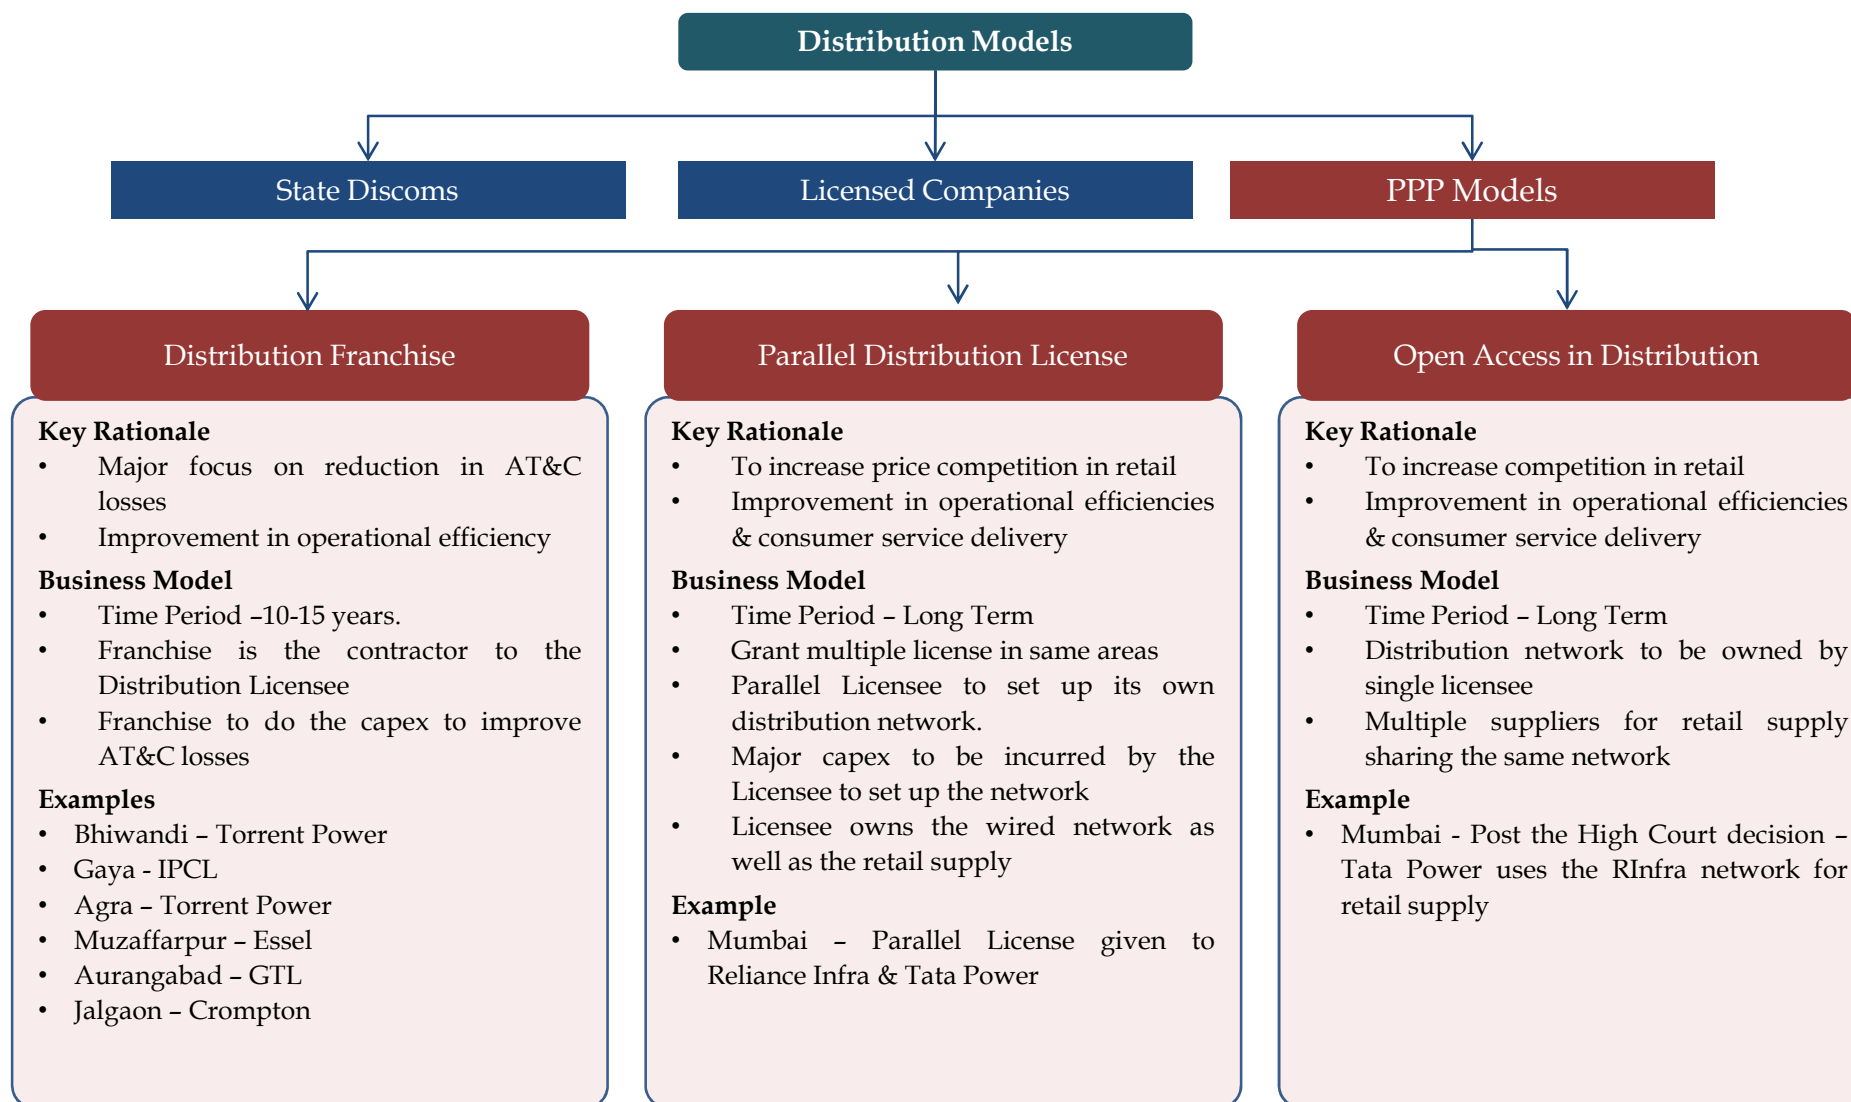 Distribution Models
State Discoms
Licensed Companies
PPP Models
Distribution Franchise
Key Rationale
• Major focus on reduction in AT&C
losses
• Improvement in operational efficiency
Business Model
• Time Period –10-15 years.
• Franchise is the contractor to the
Distribution Licensee
• Franchise to do the capex to improve
AT&C losses
Examples
• Bhiwandi – Torrent Power
• Gaya - IPCL
• Agra – Torrent Power
• Muzaffarpur – Essel
• Aurangabad – GTL
• Jalgaon – Crompton
Parallel Distribution License
Key Rationale
• To increase price competition in retail
• Improvement in operational efficiencies
& consumer service delivery
Business Model
• Time Period – Long Term
• Grant multiple license in same areas
• Parallel Licensee to set up its own
distribution network.
• Major capex to be incurred by the
Licensee to set up the network
• Licensee owns the wired network as
well as the retail supply
Example
• Mumbai – Parallel License given to
Reliance Infra & Tata Power
Open Access in Distribution
Key Rationale
• To increase competition in retail
• Improvement in operational efficiencies
& consumer service delivery
Business Model
• Time Period – Long Term
• Distribution network to be owned by
single licensee
• Multiple suppliers for retail supply
sharing the same network
Example
• Mumbai - Post the High Court decision –
Tata Power uses the RInfra network for
retail supply